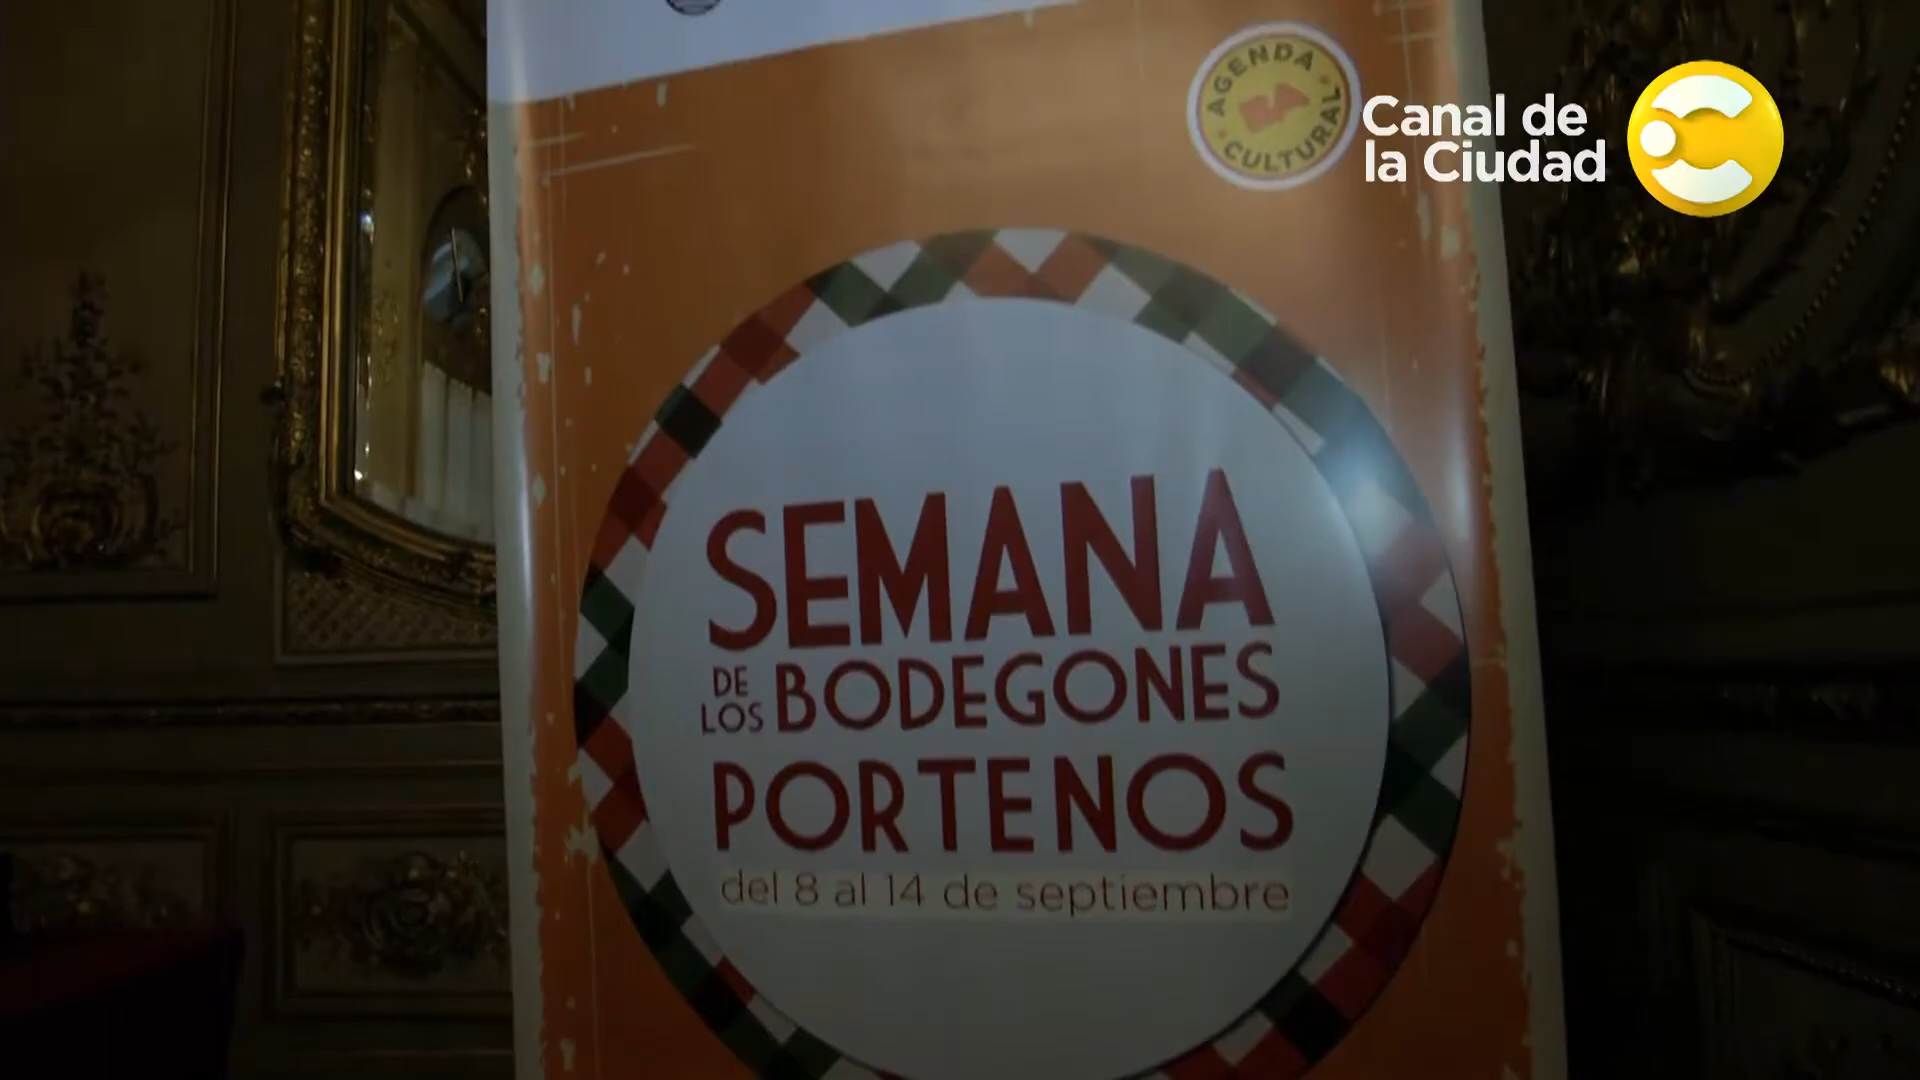 AGENDA
CULTURAL
Canal de
la Ciudad
SEMANA
DE LOS BODEGONES
PORTENOS
del 8 al 14 de septiembre